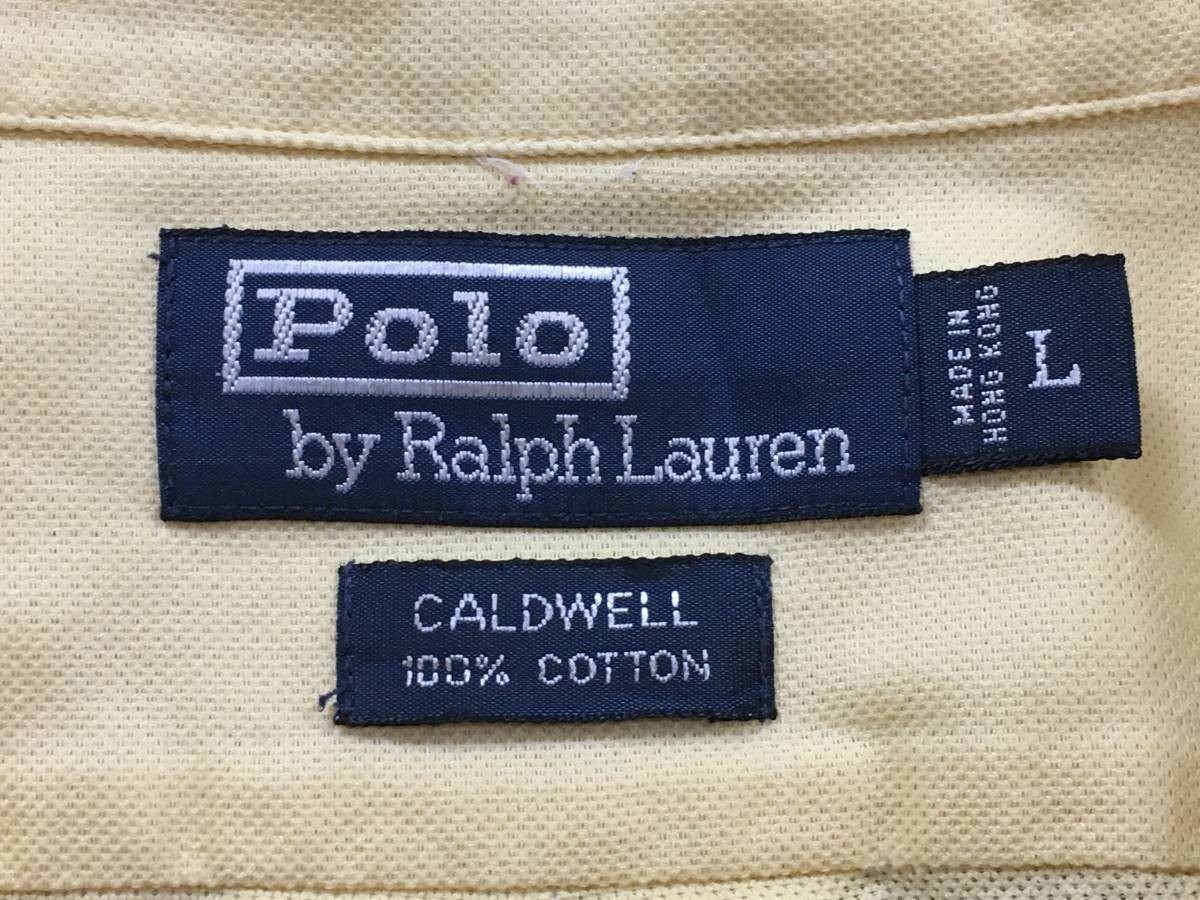 Polo
by Ralph Lauren
MADE IN
HONG KONG
L
CALDWELL
100% COTTON